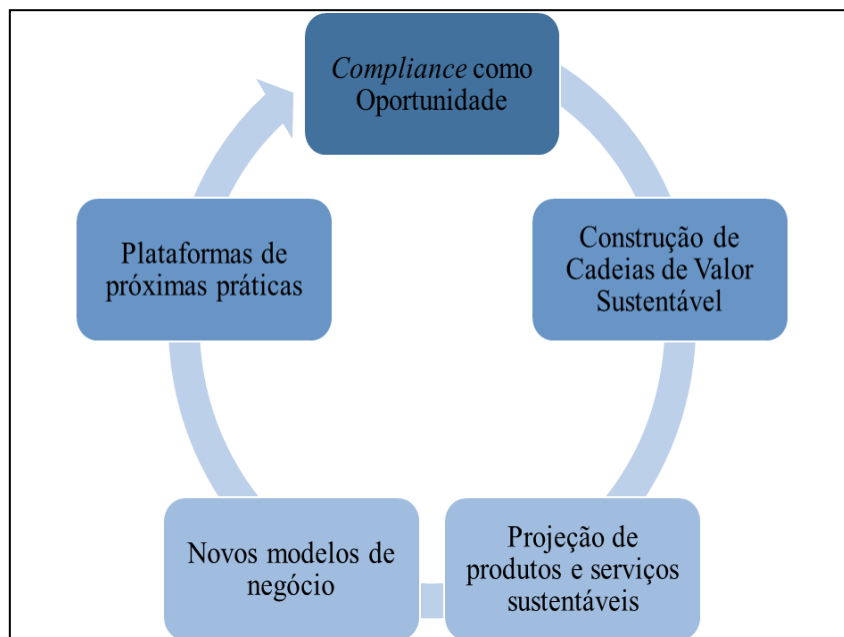 Compliance como
Oportunidade
Construção de
Cadeias de Valor
Sustentável
Projeção de
produtos e serviços
sustentáveis
Novos modelos de
negócio
Plataformas de
próximas práticas